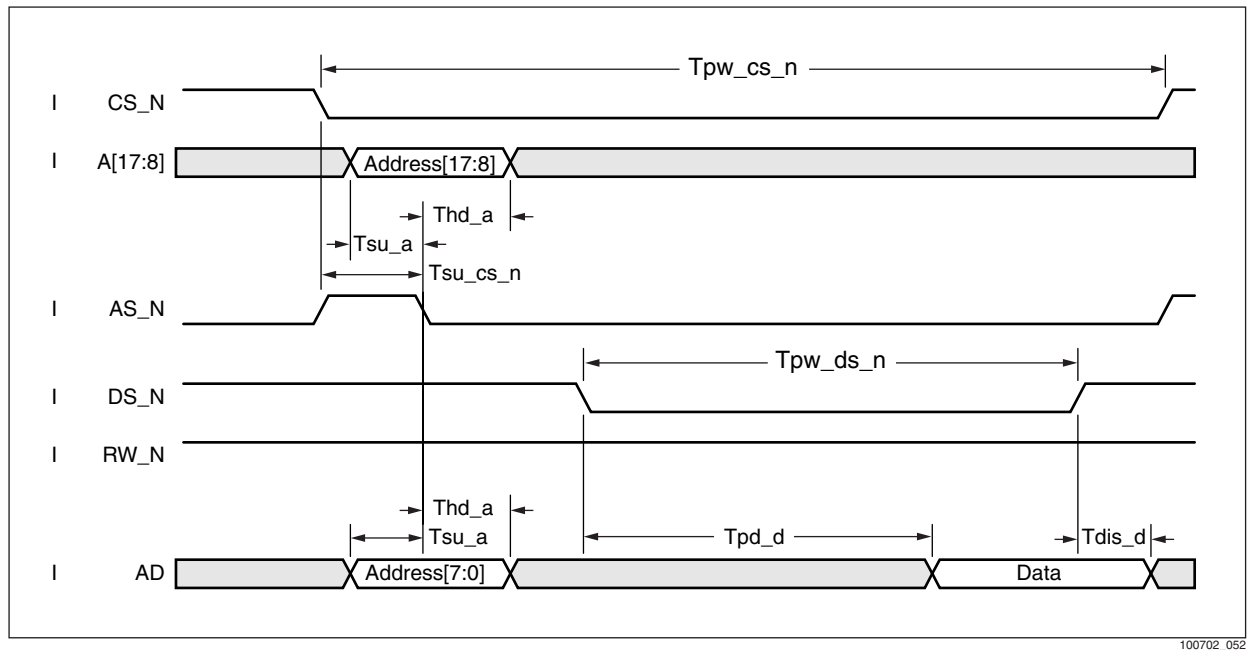 Tpw_cs_n
I CS_N
I A[17:8] Address[17:8]
Thd_a
Tsu_a
Tsu_cs_n
I AS_N
Tpw_ds_n
I DS_N
I RW_N
Thd_a
Tsu_a Tpd_d Tdis_d
I AD Address[7:0] Data
100702_052